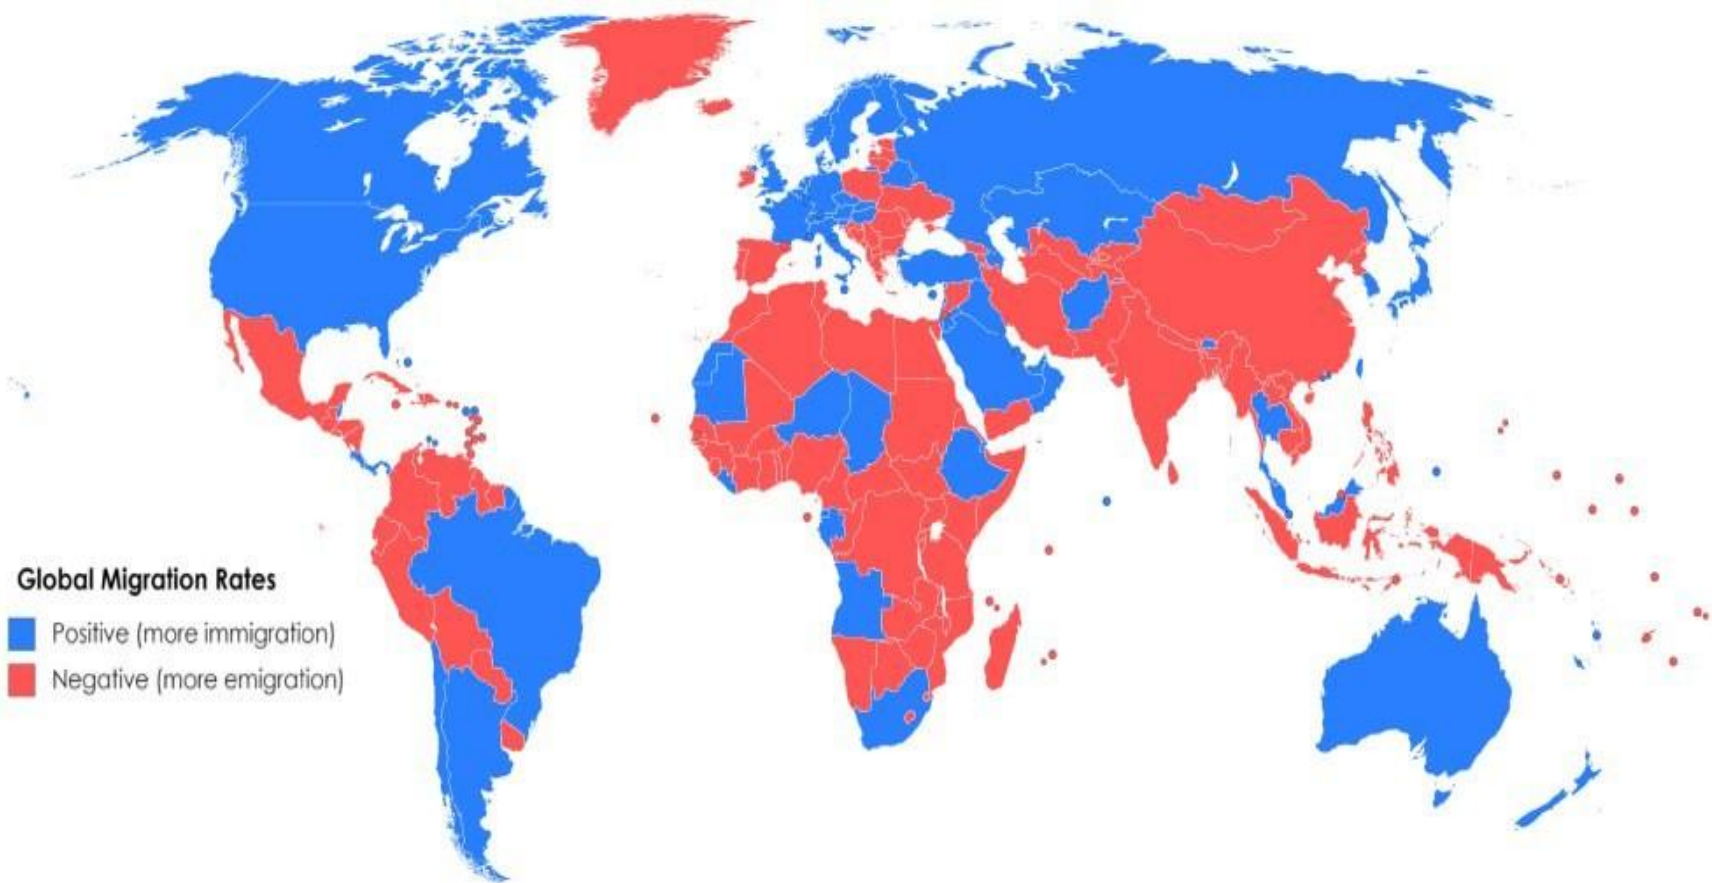 Global Migration Rates
Positive (more immigration)
Negative (more emigration)